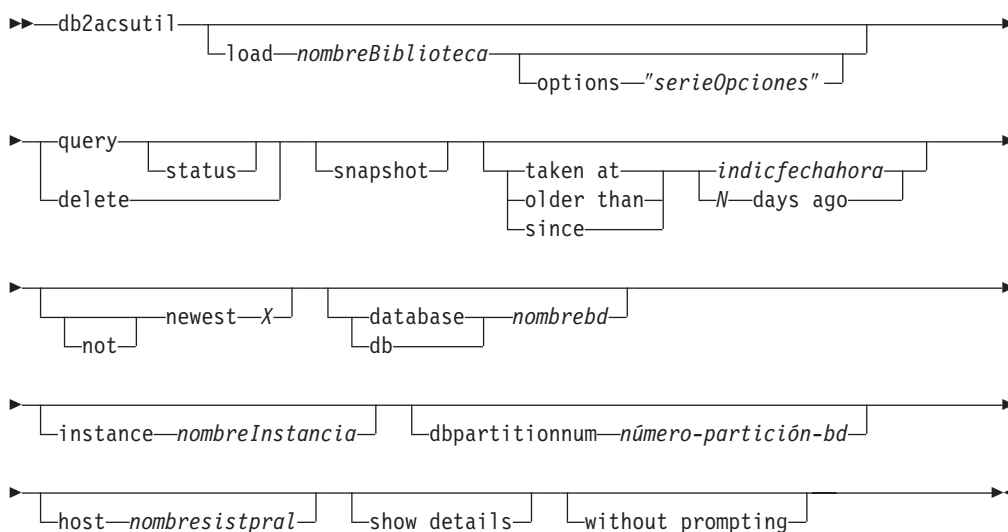 db2acsutil
load nombreBiblioteca
options "serieOpciones"
query
status
delete
snapshot
taken at
older than
since
indicfechahora
N days ago
not
newest X
database
db
nombrebd
instance nombreInstancia
dbpartitionnum número-partición-bd
host nombresistpral
show details
without prompting